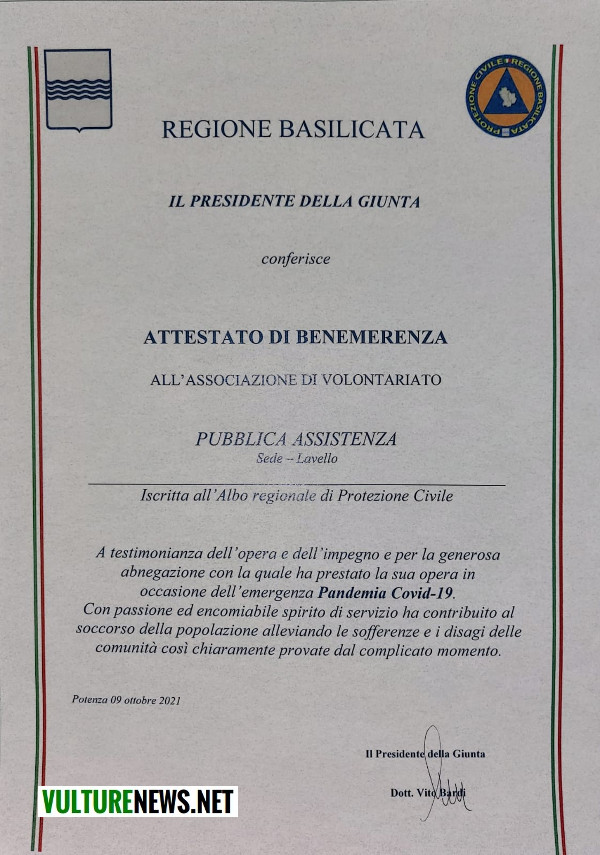 PROTEZIONE CIVILE REGIONE BASILICATA
REGIONE BASILICATA
IL PRESIDENTE DELLA GIUNTA
conferisce
ATTESTATO DI BENEMERENZA
ALL'ASSOCIAZIONE DI VOLONTARIATO
PUBBLICA ASSISTENZA
Sede – Lavello
Iscritta all'Albo regionale di Protezione Civile
A testimonianza dell'opera e dell'impegno e per la generosa
abnegazione con la quale ha prestato la sua opera in
occasione dell'emergenza Pandemia Covid-19.
Con passione ed encomiabile spirito di servizio ha contribuito al
soccorso della popolazione alleviando le sofferenze e i disagi delle
comunità così chiaramente provate dal complicato momento.
Potenza 09 ottobre 2021
Il Presidente della Giunta
Dott. Vito Bardi
VULTURENEWS.NET